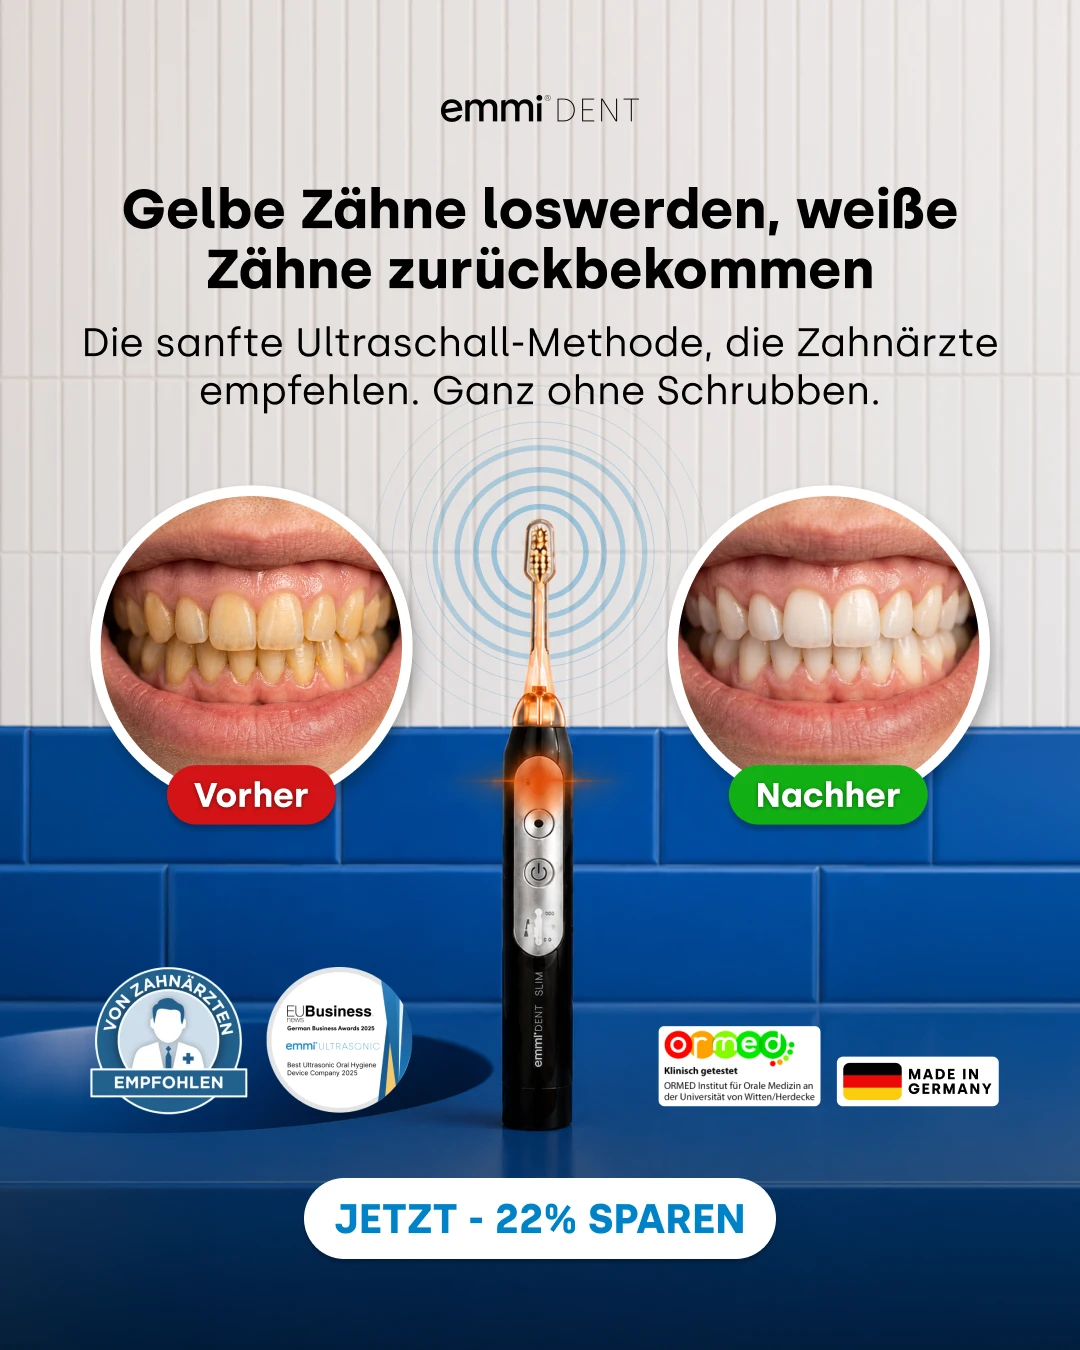 emmi® DENT
Gelbe Zähne loswerden, weiße
Zähne zurückbekommen
Die sanfte Ultraschall-Methode, die Zahnärzte
empfehlen. Ganz ohne Schrubben.
Vorher
Nachher
emmi®DENT SLIM
VON ZAHNÄRZTEN
EMPFOHLEN
EUBusiness
news
German Business Awards 2025
emmi®ULTRASONIC
Best Ultrasonic Oral Hygiene
Device Company 2025
ormed
Klinisch getestet
ORMED Institut für Orale Medizin an
der Universität von Witten/Herdecke
MADE IN
GERMANY
JETZT - 22% SPAREN